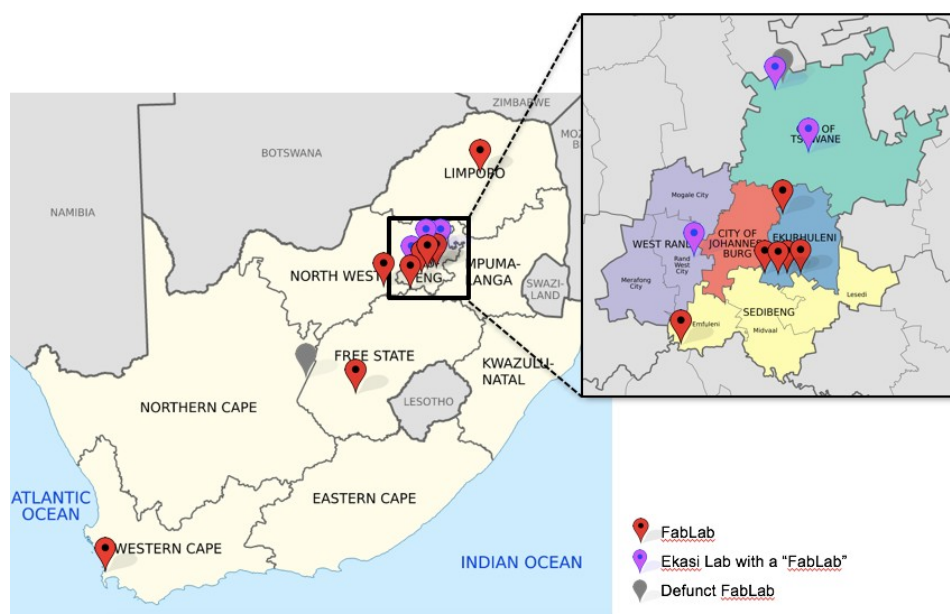 ZIMBABWE
BOTSWANA
NAMIBIA
LIMPOPO
NORTH WEST
ENG
MPUMA-
LANGA
SWAZI-
LAND
FREE STATE
KWAZULU-
NATAL
LESOTHO
NORTHERN CAPE
EASTERN CAPE
WESTERN CAPE
ATLANTIC
OCEAN
INDIAN OCEAN
OF
TSHWANE
Mogale City
WEST RAND
Rand
West
City
Merafong
City
CITY OF
JOHANNES
BURG
EKURHULENI
Lesedi
SEDIBENG
Emfuleni
Midvaal
FabLab
Ekasi Lab with a “FabLab”
Defunct FabLab